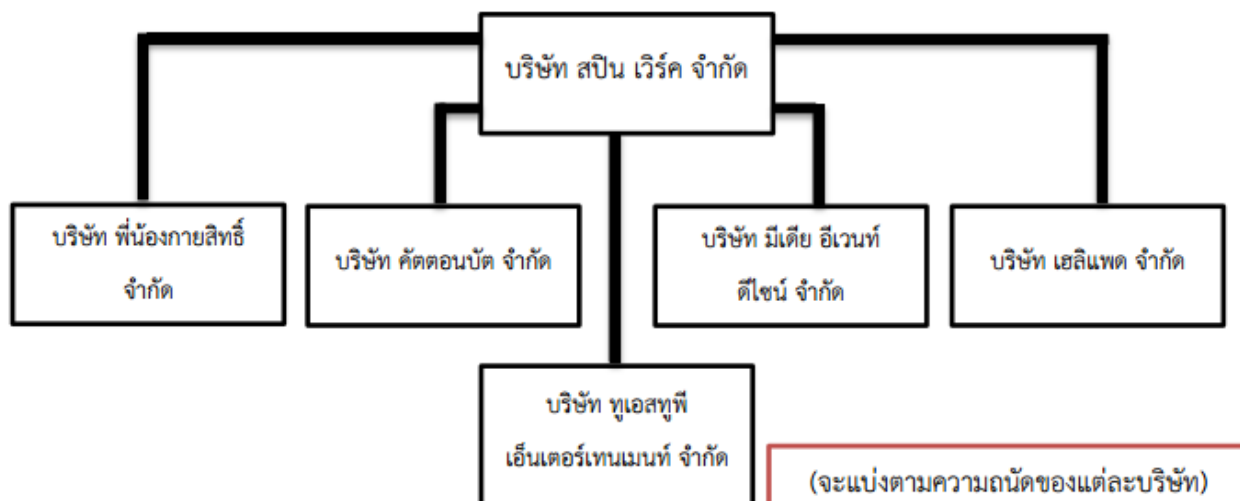 บริษัท สปิน เวิร์ค จำกัด
บริษัท พี่น้องกายสิทธิ์
จำกัด
บริษัท คัตตอนบัต จำกัด
บริษัท มีเดีย อีเวนท์
ดีไซน์ จำกัด
บริษัท เฮลิแพด จำกัด
บริษัท ทูเอสทูพี
เอ็นเตอร์เทนเมนท์ จำกัด
(จะแบ่งตามความถนัดของแต่ละบริษัท)